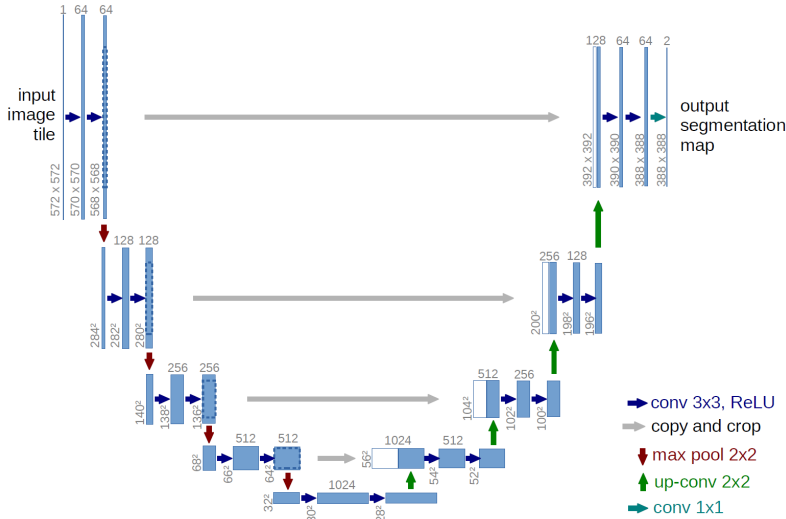 1 64 64
128 64 64 2
input
image
tile
output
segmentation
map
572 x 572
570 x 570
568 x 568
392 x 392
390 x 390
388 x 388
388 x 388
128 128
256 128
284²
282²
280²
200²
198²
196²
256 256
512 256
140²
138²
136²
104²
102²
100²
512 512
1024 512
68²
66²
64²
56²
54²
52²
1024
32²
conv 3x3, ReLU
copy and crop
max pool 2x2
up-conv 2x2
conv 1x1